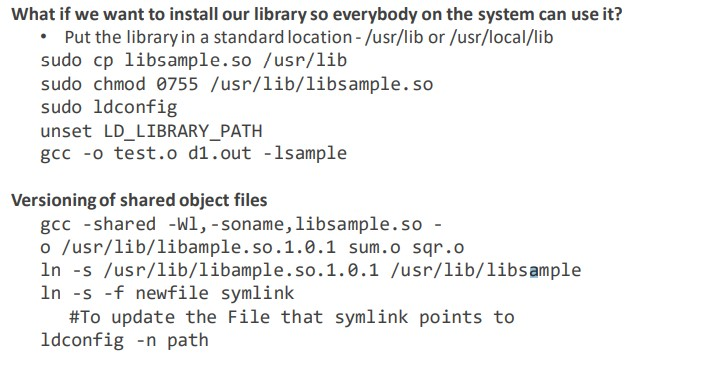 What if we want to install our library so everybody on the system can use it?
• Put the library in a standard location - /usr/lib or /usr/local/lib
sudo cp libsample.so /usr/lib
sudo chmod 0755 /usr/lib/libsample.so
sudo ldconfig
unset LD_LIBRARY_PATH
gcc -o test.o d1.out -lsample
Versioning of shared object files
gcc -shared -Wl,-soname,libsample.so -
o /usr/lib/libample.so.1.0.1 sum.o sqr.o
ln -s /usr/lib/libample.so.1.0.1 /usr/lib/libsample
ln -s -f newfile symlink
#To update the File that symlink points to
ldconfig -n path